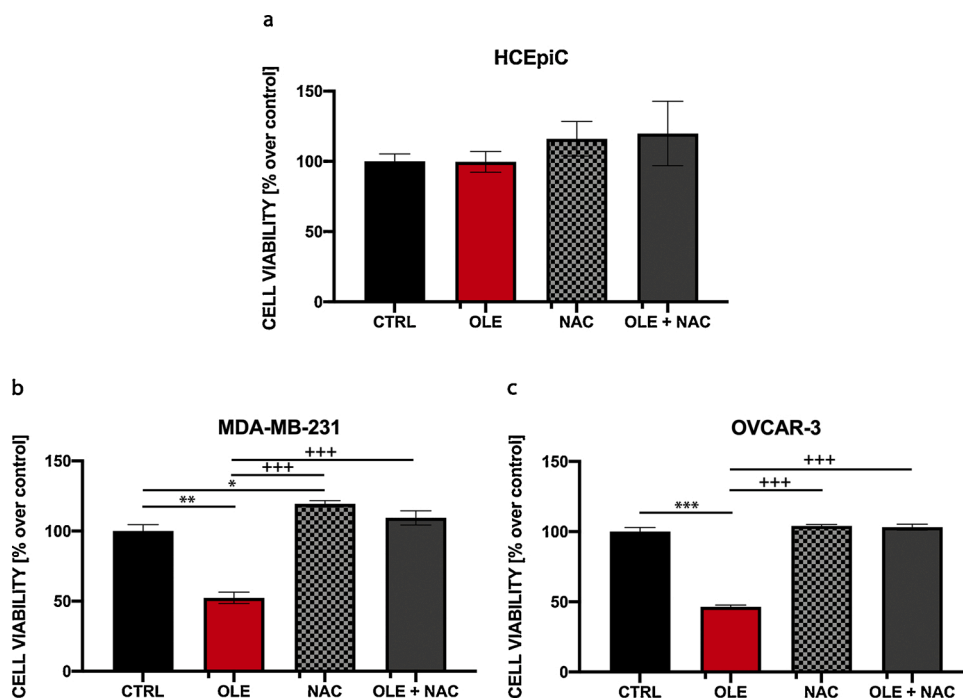 a
HCEpiC
CELL VIABILITY [% over control]
150
100
50
0
CTRL OLE NAC OLE + NAC
b
MDA-MB-231
CELL VIABILITY [% over control]
150
100
50
0
+++
+++
*
**
CTRL OLE NAC OLE + NAC
c
OVCAR-3
CELL VIABILITY [% over control]
150
100
50
0
+++
+++
***
CTRL OLE NAC OLE + NAC